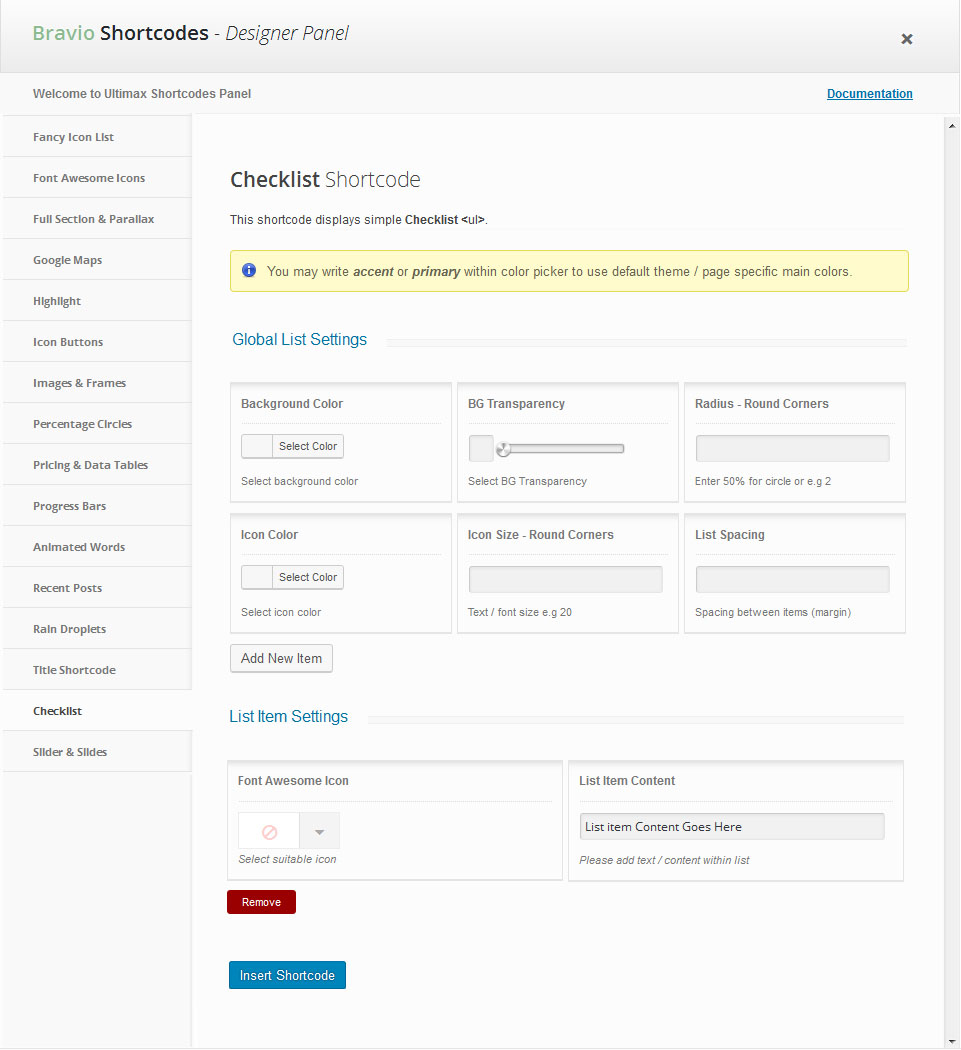 Bravio Shortcodes - Designer Panel
Welcome to Ultimax Shortcodes Panel
Documentation
Fancy Icon List
Font Awesome Icons
Full Section & Parallax
Google Maps
Highlight
Icon Buttons
Images & Frames
Percentage Circles
Pricing & Data Tables
Progress Bars
Animated Words
Recent Posts
Rain Droplets
Title Shortcode
Checklist
Slider & Slides
Checklist Shortcode
This shortcode displays simple Checklist <ul>.
You may write accent or primary within color picker to use default theme / page specific main colors.
Global List Settings
Background Color
Select Color
Select background color
BG Transparency
Select BG Transparency
Radius - Round Corners
Enter 50% for circle or e.g 2
Icon Color
Select Color
Select icon color
Icon Size - Round Corners
Text / font size e.g 20
List Spacing
Spacing between items (margin)
Add New Item
List Item Settings
Font Awesome Icon
Select suitable icon
List Item Content
List item Content Goes Here
Please add text / content within list
Remove
Insert Shortcode